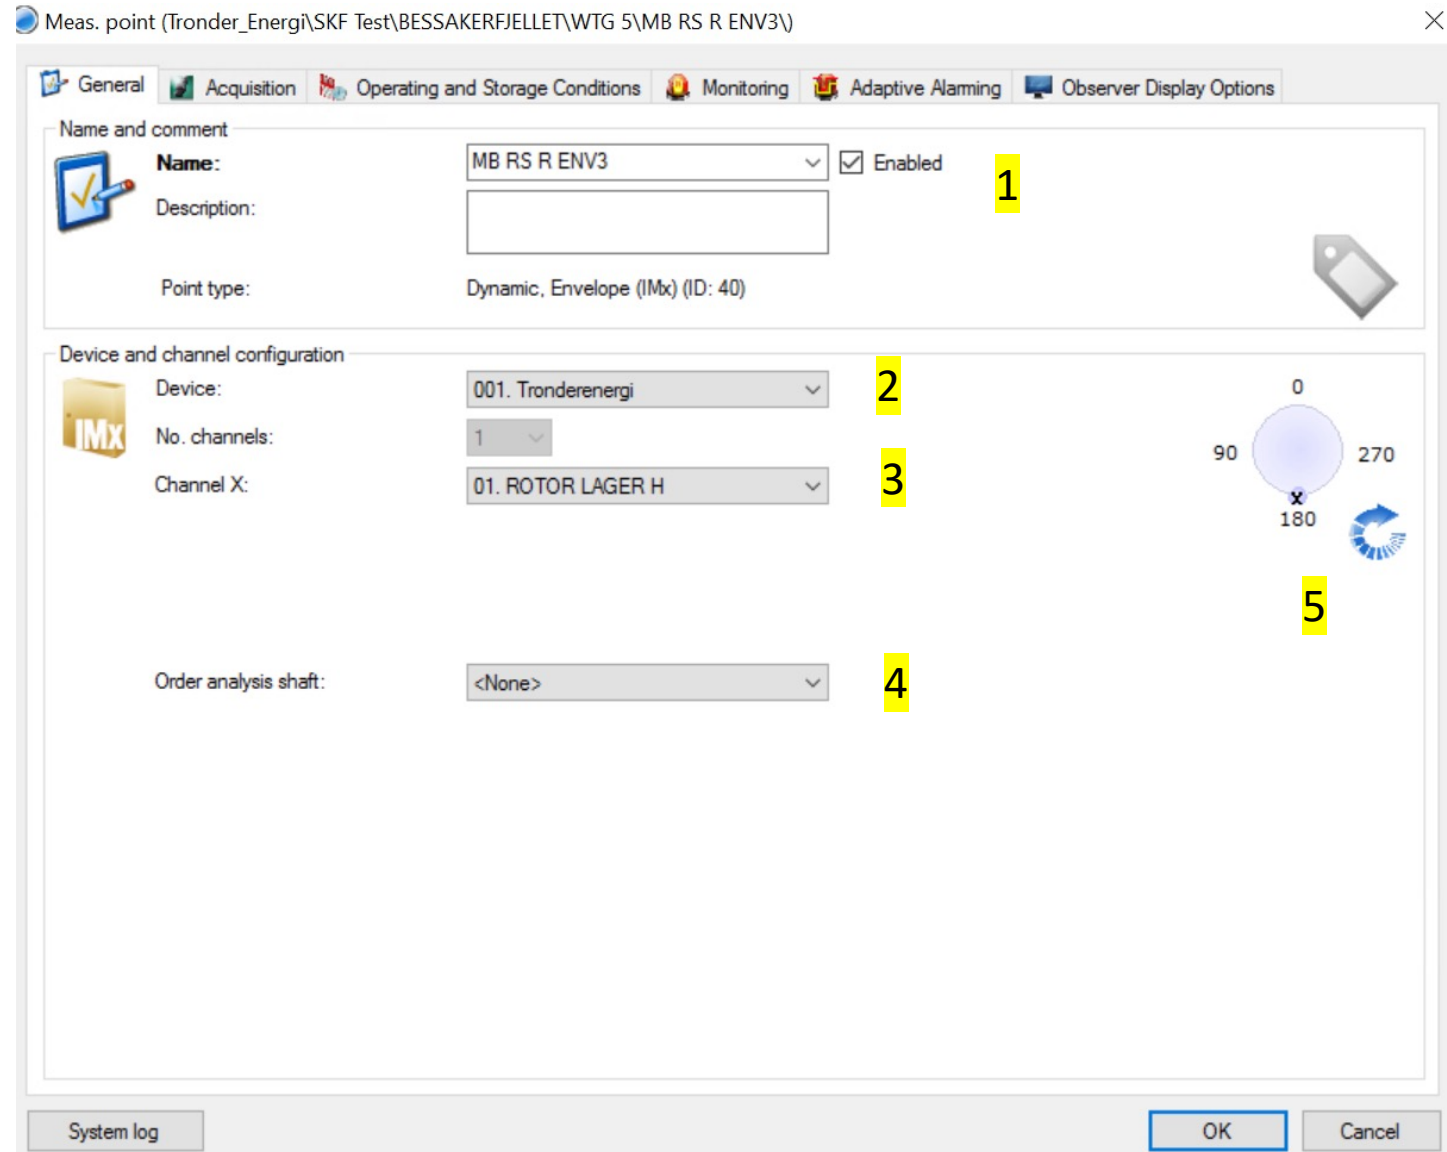 Meas. point (Tronder_Energi\SKF Test\BESSAKERFJELLET\WTG 5\MB RS R ENV3\)
General Acquisition Operating and Storage Conditions Monitoring Adaptive Alarming Observer Display Options
Name and comment
Name: MB RS R ENV3 Enabled 1
Description:
Point type: Dynamic, Envelope (IMx) (ID: 40)
Device and channel configuration
IMx
Device: 001. Tronderenergi 2
No. channels: 1
Channel X: 01. ROTOR LAGER H 3
0
90 270
x
180
5
Order analysis shaft: <None> 4
System log OK Cancel